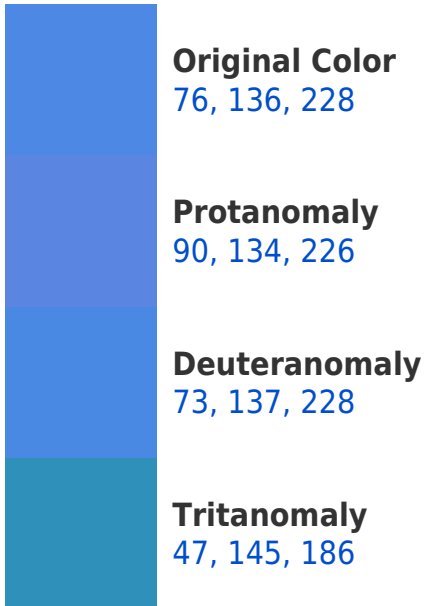 Original Color
76, 136, 228
Protanomaly
90, 134, 226
Deuteranomaly
73, 137, 228
Tritanomaly
47, 145, 186